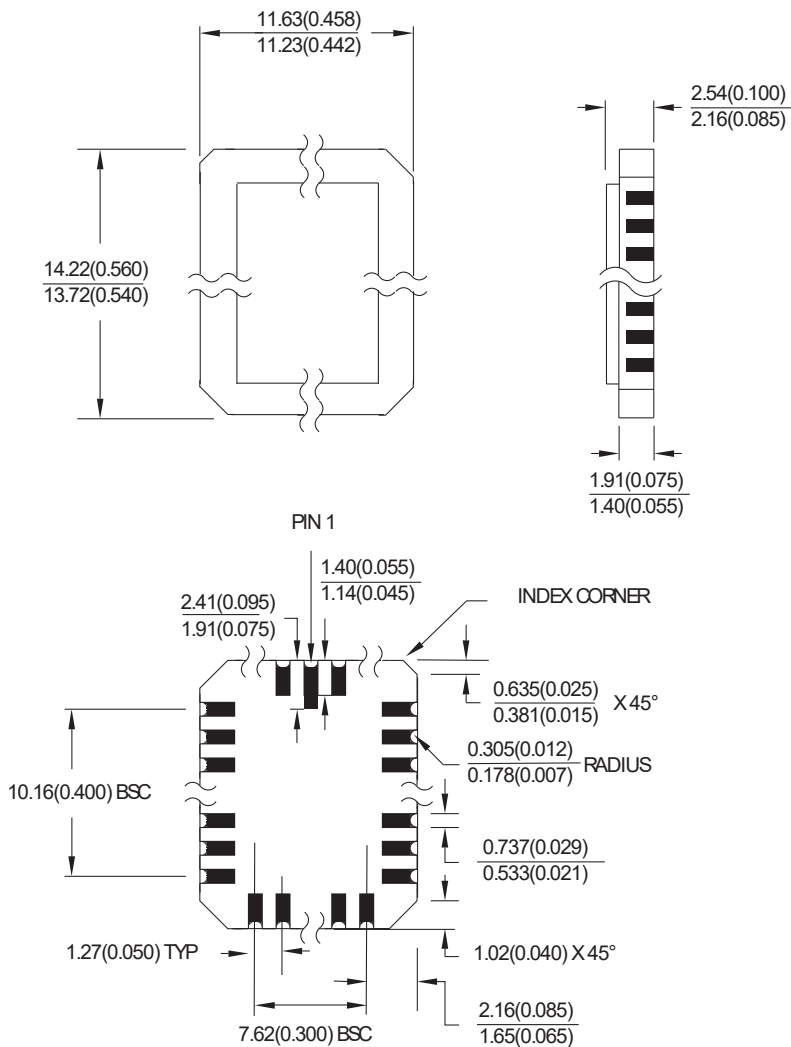 11.63(0.458)
11.23(0.442)
2.54(0.100)
2.16(0.085)
14.22(0.560)
13.72(0.540)
1.91(0.075)
1.40(0.055)
PIN 1
1.40(0.055)
1.14(0.045)
2.41(0.095)
1.91(0.075)
INDEX CORNER
0.635(0.025)
0.381(0.015)
X 45°
0.305(0.012)
0.178(0.007)
RADIUS
10.16(0.400) BSC
0.737(0.029)
0.533(0.021)
1.27(0.050) TYP
1.02(0.040) X 45°
7.62(0.300) BSC
2.16(0.085)
1.65(0.065)